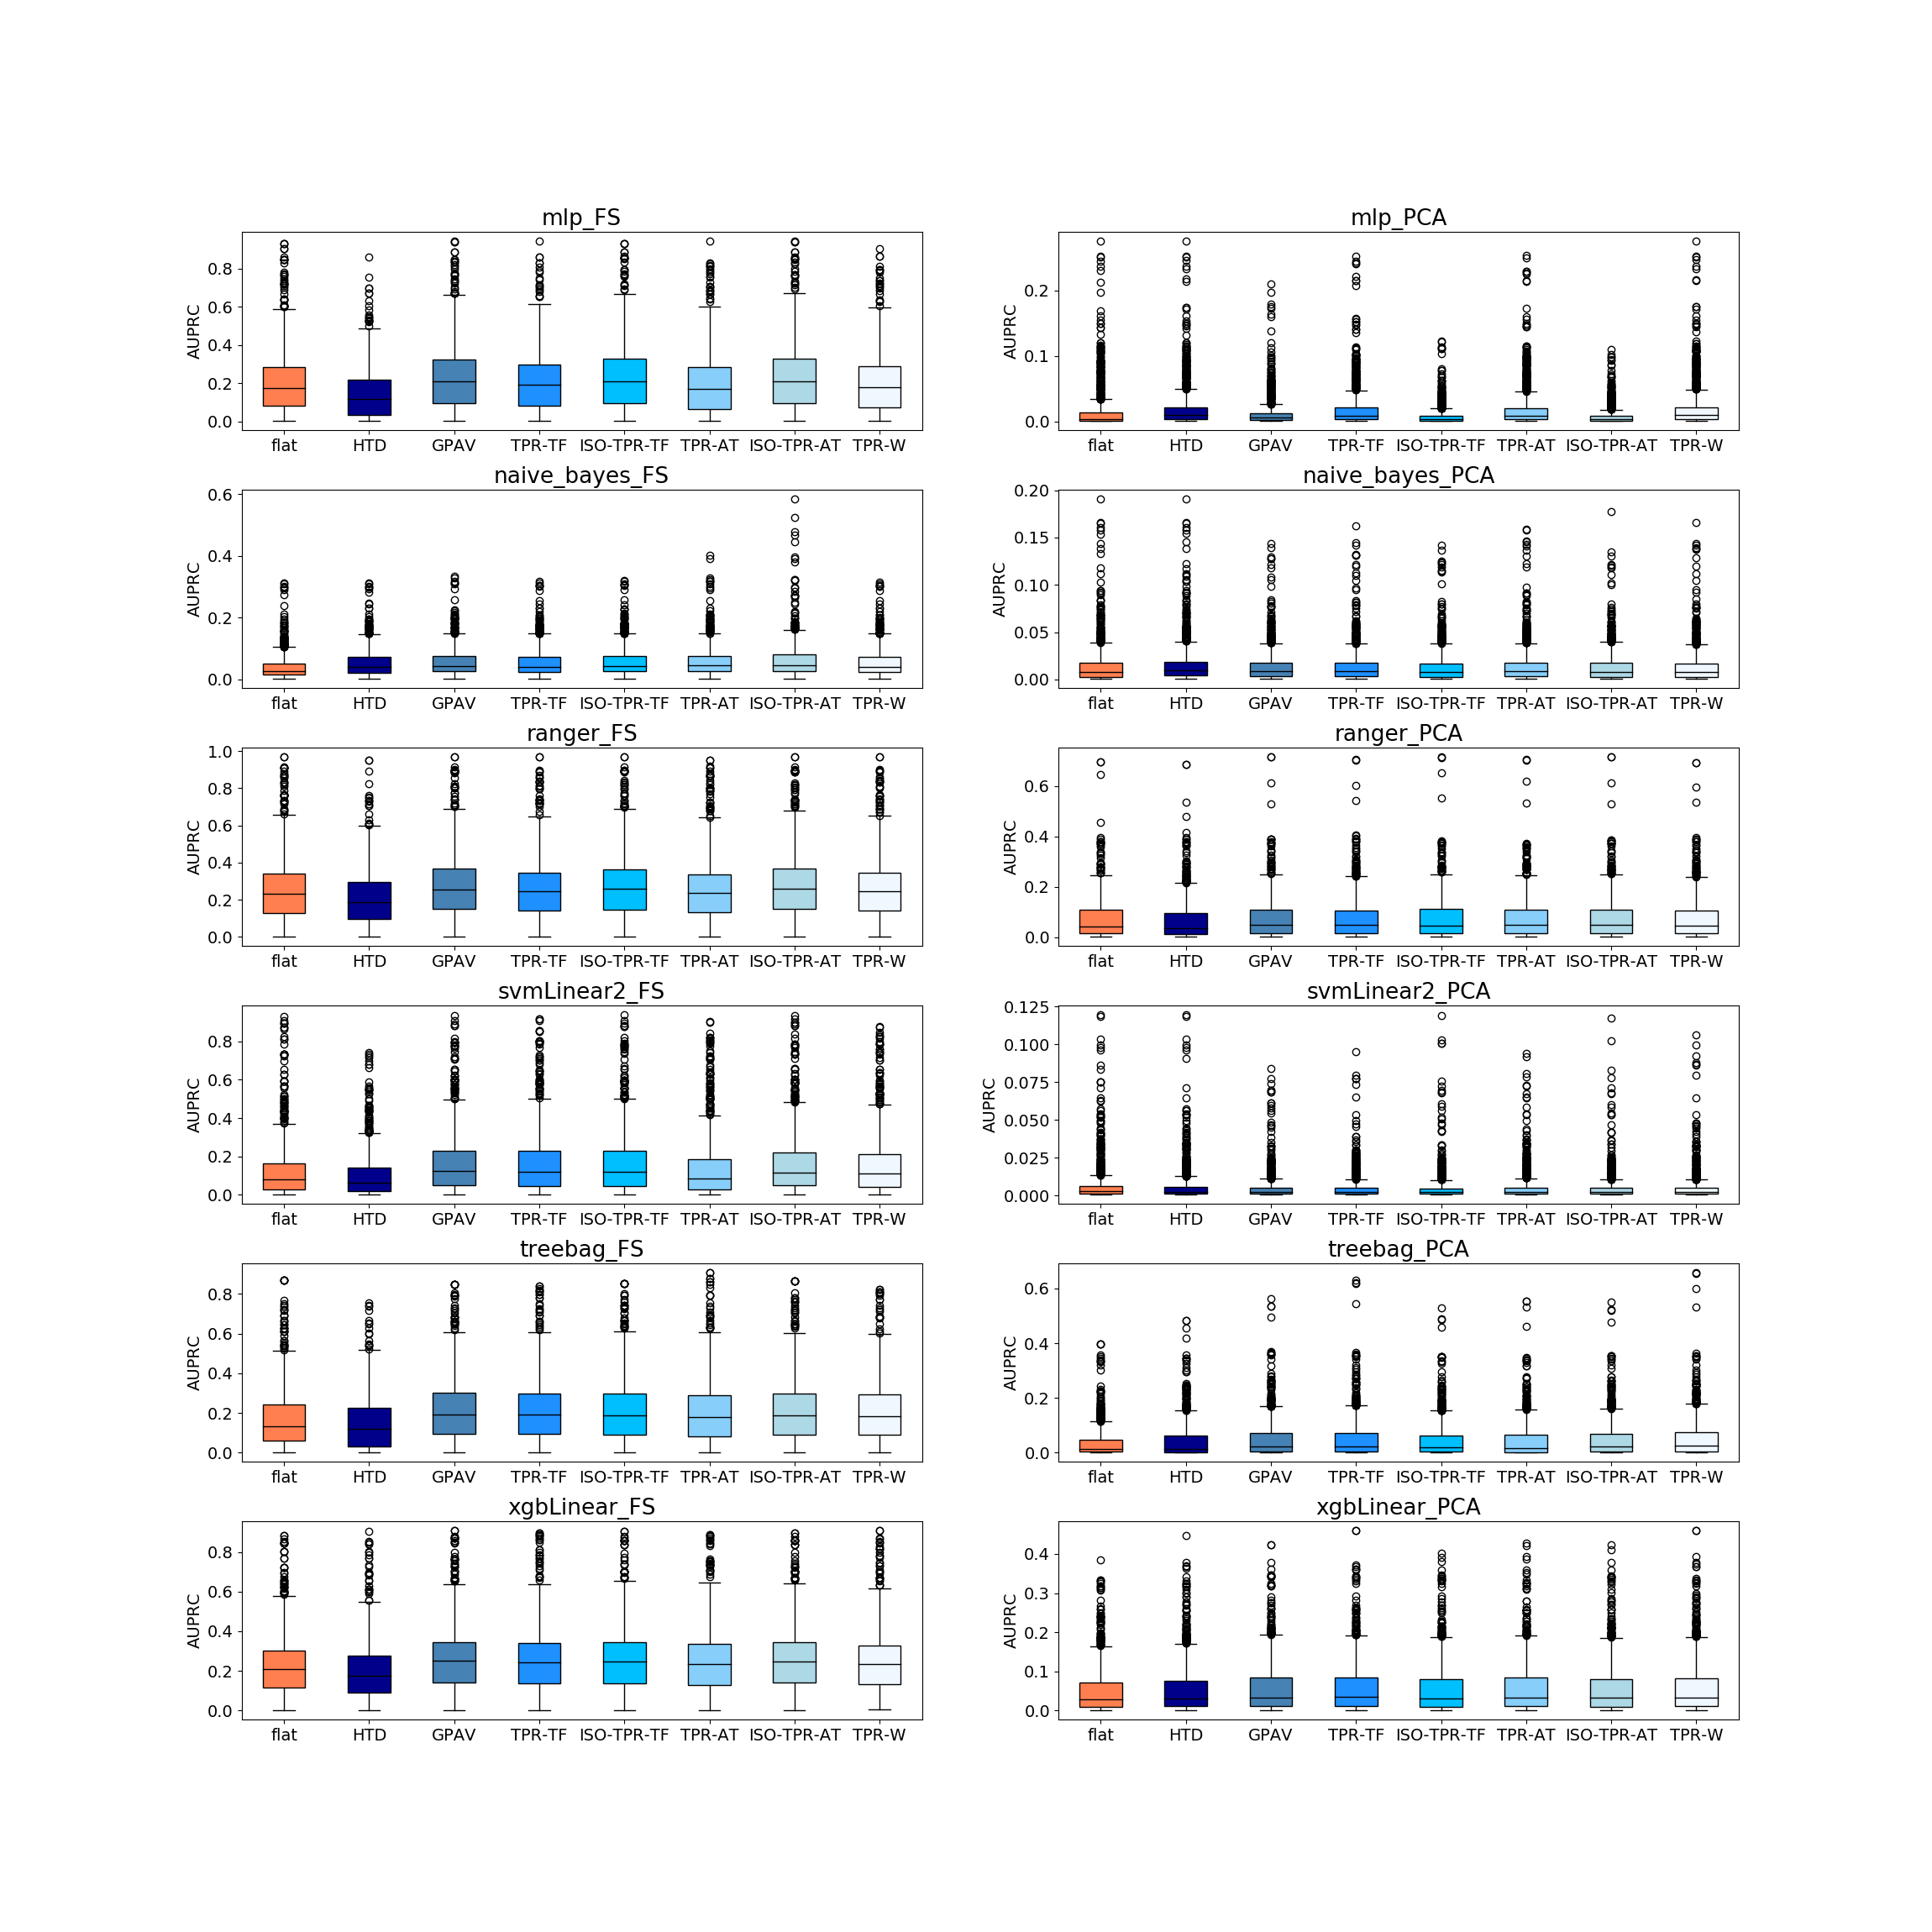 mlp_FS
AUPRC
0.8
0.6
0.4
0.2
0.0
flat HTD GPAV TPR-TF ISO-TPR-TF TPR-AT ISO-TPR-AT TPR-W
mlp_PCA
AUPRC
0.2
0.1
0.0
flat HTD GPAV TPR-TF ISO-TPR-TF TPR-AT ISO-TPR-AT TPR-W
naive_bayes_FS
AUPRC
0.6
0.4
0.2
0.0
flat HTD GPAV TPR-TF ISO-TPR-TF TPR-AT ISO-TPR-AT TPR-W
naive_bayes_PCA
AUPRC
0.20
0.15
0.10
0.05
0.00
flat HTD GPAV TPR-TF ISO-TPR-TF TPR-AT ISO-TPR-AT TPR-W
ranger_FS
AUPRC
1.0
0.8
0.6
0.4
0.2
0.0
flat HTD GPAV TPR-TF ISO-TPR-TF TPR-AT ISO-TPR-AT TPR-W
ranger_PCA
AUPRC
0.6
0.4
0.2
0.0
flat HTD GPAV TPR-TF ISO-TPR-TF TPR-AT ISO-TPR-AT TPR-W
svmLinear2_FS
AUPRC
0.8
0.6
0.4
0.2
0.0
flat HTD GPAV TPR-TF ISO-TPR-TF TPR-AT ISO-TPR-AT TPR-W
svmLinear2_PCA
AUPRC
0.125
0.100
0.075
0.050
0.025
0.000
flat HTD GPAV TPR-TF ISO-TPR-TF TPR-AT ISO-TPR-AT TPR-W
treebag_FS
AUPRC
0.8
0.6
0.4
0.2
0.0
flat HTD GPAV TPR-TF ISO-TPR-TF TPR-AT ISO-TPR-AT TPR-W
treebag_PCA
AUPRC
0.6
0.4
0.2
0.0
flat HTD GPAV TPR-TF ISO-TPR-TF TPR-AT ISO-TPR-AT TPR-W
xgbLinear_FS
AUPRC
0.8
0.6
0.4
0.2
0.0
flat HTD GPAV TPR-TF ISO-TPR-TF TPR-AT ISO-TPR-AT TPR-W
xgbLinear_PCA
AUPRC
0.4
0.3
0.2
0.1
0.0
flat HTD GPAV TPR-TF ISO-TPR-TF TPR-AT ISO-TPR-AT TPR-W